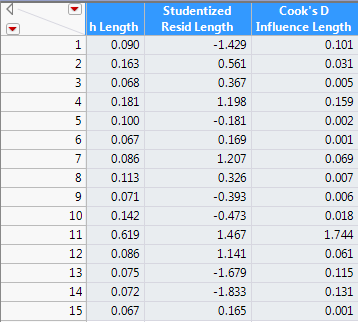 h Length Studentized Resid Length Cook's D Influence Length
1 0.090 -1.429 0.101
2 0.163 0.561 0.031
3 0.068 0.367 0.005
4 0.181 1.198 0.159
5 0.100 -0.181 0.002
6 0.067 0.169 0.001
7 0.086 1.207 0.069
8 0.113 0.326 0.007
9 0.071 -0.393 0.006
10 0.142 -0.473 0.018
11 0.619 1.467 1.744
12 0.086 1.141 0.061
13 0.075 -1.679 0.115
14 0.072 -1.833 0.131
15 0.067 0.165 0.001